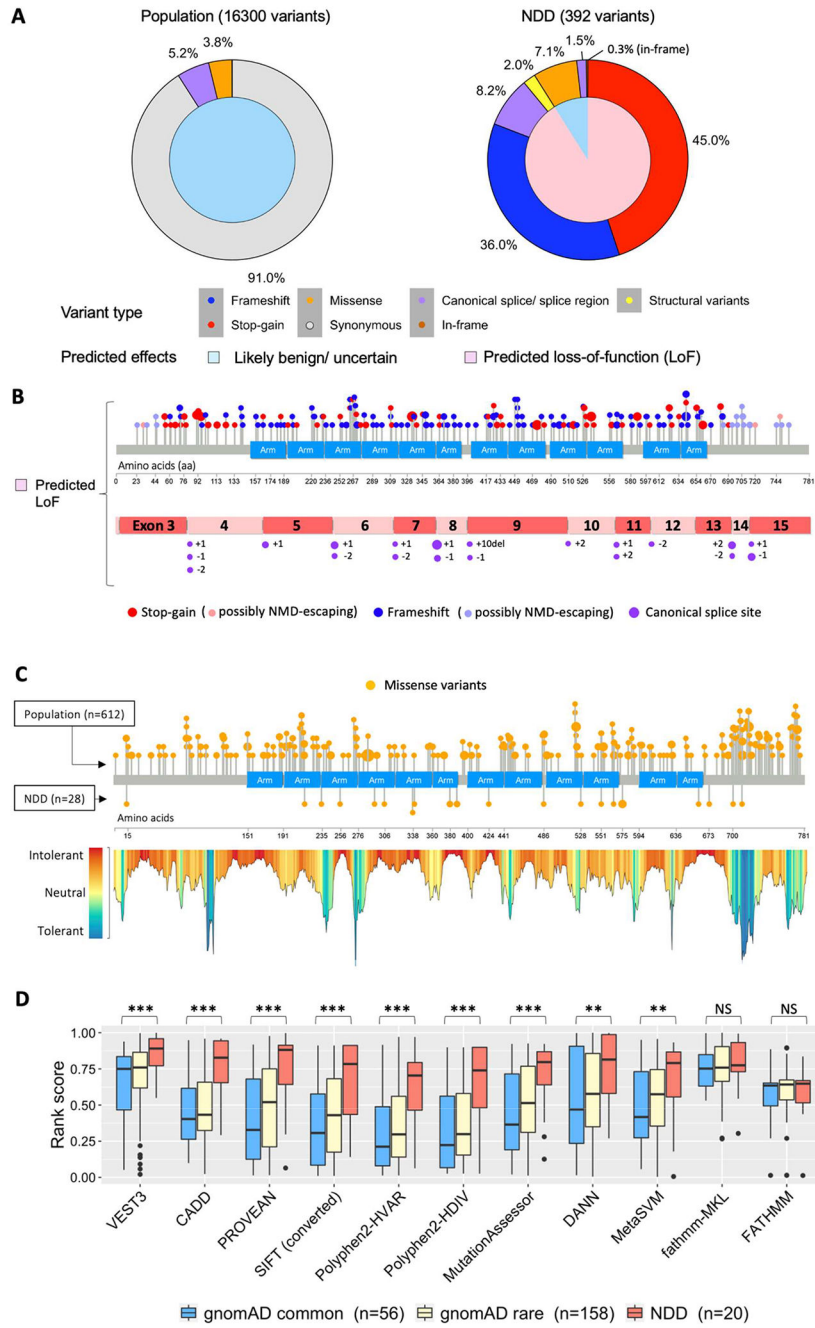 A
Population (16300 variants)
NDD (392 variants)
5.2%
3.8%
91.0%
8.2%
2.0%
7.1%
1.5%
0.3% (in-frame)
45.0%
36.0%
Variant type
Frameshift
Missense
Canonical splice/ splice region
Structural variants
Stop-gain
Synonymous
In-frame
Predicted effects
Likely benign/ uncertain
Predicted loss-of-function (LoF)
B
Predicted
LoF
Arm Arm Arm Arm Arm Arm Arm Arm Arm Arm Arm Arm
Amino acids (aa)
0 23 44 60 78 93 113 133 157 174 189 220 236 252 267 289 309 327 345 364 380 396 417 431 449 467 489 510 526 556 580 597 612 640 654 670 690 705 722 744 781
Exon 3 4 5 6 7 8 9 10 11 12 13 14 15
+1 +1 +1 +1 +1 +10del +2 +1 -2 +2 +1
-1 -2 -2 -1 -1 +2 -2 -1
-2
Stop-gain ( possibly NMD-escaping) Frameshift ( possibly NMD-escaping) Canonical splice site
C
Missense variants
Population (n=612)
Arm Arm Arm Arm Arm Arm Arm Arm Arm Arm Arm Arm
NDD (n=28)
Amino acids
15 151 191 235 256 276 306 338 360 380 400 424 441 486 528 551 575 594 636 673 700 781
Intolerant
Neutral
Tolerant
D
*** *** *** *** *** *** *** ** ** NS NS
Rank score
1.00
0.75
0.50
0.25
0.00
VEST3
CADD
PROVEAN
SIFT (converted)
Polyphen2-HVAR
Polyphen2-HDIV
MutationAssessor
DANN
MetaSVM
fathmm-MKL
FATHMM
gnomAD common (n=56) gnomAD rare (n=158) NDD (n=20)